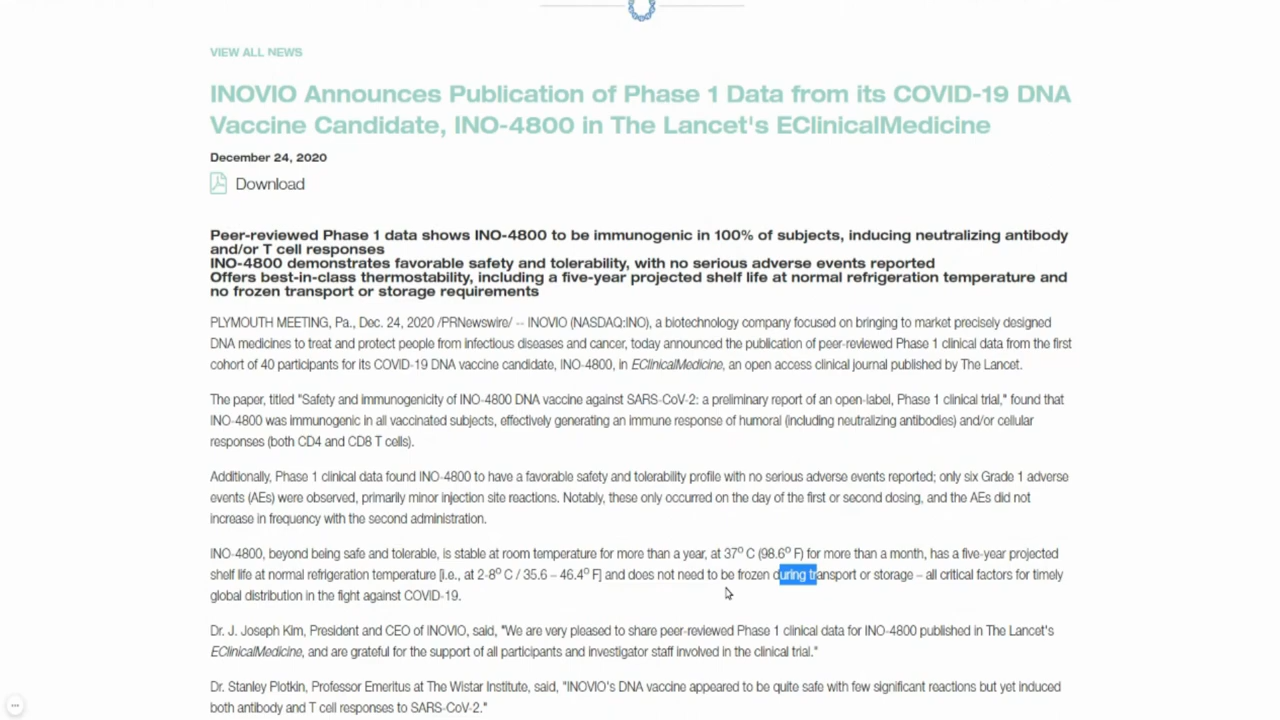 VIEW ALL NEWS
INOVIO Announces Publication of Phase 1 Data from its COVID-19 DNA
Vaccine Candidate, INO-4800 in The Lancet's EClinicalMedicine
December 24, 2020
Download
Peer-reviewed Phase 1 data shows INO-4800 to be immunogenic in 100% of subjects, inducing neutralizing antibody
and/or T cell responses
INO-4800 demonstrates favorable safety and tolerability, with no serious adverse events reported
Offers best-in-class thermostability, including a five-year projected shelf life at normal refrigeration temperature and
no frozen transport or storage requirements
PLYMOUTH MEETING, Pa., Dec. 24, 2020 /PRNewswire/ -- INOVIO (NASDAQ:INO), a biotechnology company focused on bringing to market precisely designed
DNA medicines to treat and protect people from infectious diseases and cancer, today announced the publication of peer-reviewed Phase 1 clinical data from the first
cohort of 40 participants for its COVID-19 DNA vaccine candidate, INO-4800, in EClinicalMedicine, an open access clinical journal published by The Lancet.
The paper, titled "Safety and immunogenicity of INO-4800 DNA vaccine against SARS-CoV-2: a preliminary report of an open-label, Phase 1 clinical trial," found that
INO-4800 was immunogenic in all vaccinated subjects, effectively generating an immune response of humoral (including neutralizing antibodies) and/or cellular
responses (both CD4 and CD8 T cells).
Additionally, Phase 1 clinical data found INO-4800 to have a favorable safety and tolerability profile with no serious adverse events reported; only six Grade 1 adverse
events (AEs) were observed, primarily minor injection site reactions. Notably, these only occurred on the day of the first or second dosing, and the AEs did not
increase in frequency with the second administration.
INO-4800, beyond being safe and tolerable, is stable at room temperature for more than a year, at 37º C (98.6º F) for more than a month, has a five-year projected
shelf life at normal refrigeration temperature [i.e., at 2-8º C / 35.6 – 46.4º F] and does not need to be frozen during transport or storage – all critical factors for timely
global distribution in the fight against COVID-19.
Dr. J. Joseph Kim, President and CEO of INOVIO, said, "We are very pleased to share peer-reviewed Phase 1 clinical data for INO-4800 published in The Lancet's
EClinicalMedicine, and are grateful for the support of all participants and investigator staff involved in the clinical trial."
Dr. Stanley Plotkin, Professor Emeritus at The Wistar Institute, said, "INOVIO's DNA vaccine appeared to be quite safe with few significant reactions but yet induced
both antibody and T cell responses to SARS-CoV-2."